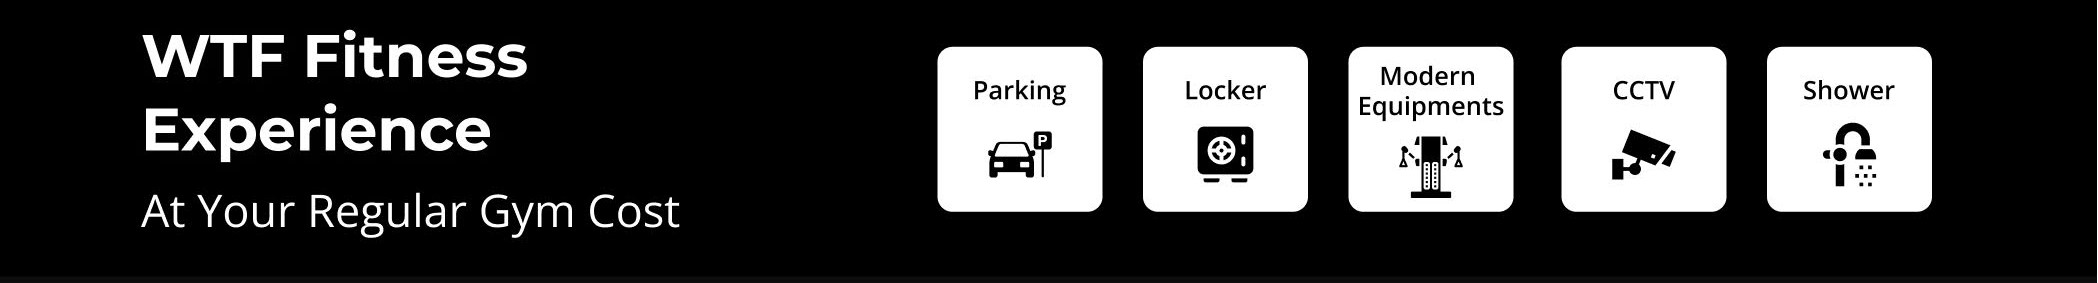 WTF Fitness
Experience
At Your Regular Gym Cost
Parking
P
Locker
Modern
Equipments
CCTV
Shower